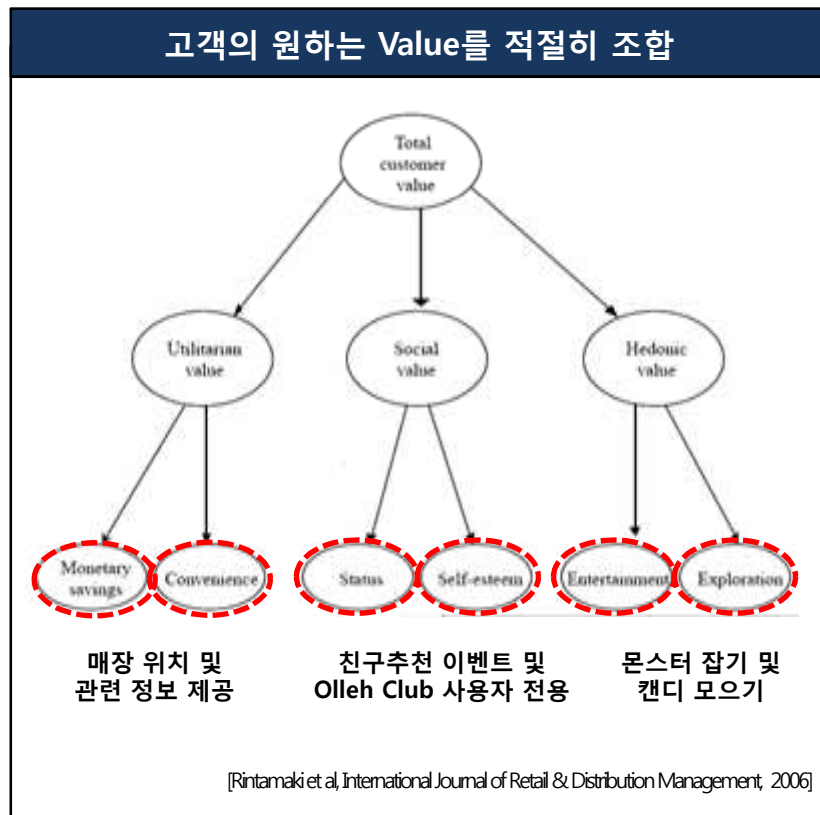 고객의 원하는 Value를 적절히 조합
Total
customer
value
Utilitarian
value
Social
value
Hedonic
value
Monetary
savings
Convenience
Status
Self-esteem
Entertainment
Exploration
매장 위치 및
관련 정보 제공
친구추천 이벤트 및
Olleh Club 사용자 전용
몬스터 잡기 및
캔디 모으기
[Rintamaki et al, International Journal of Retail & Distribution Management, 2006]